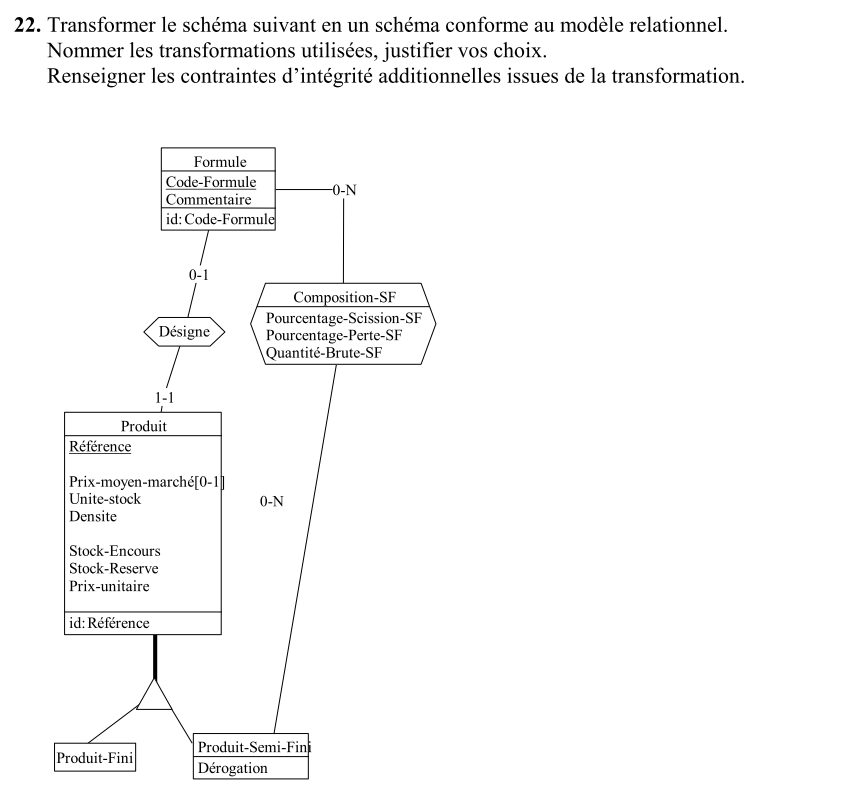 22. Transformer le schéma suivant en un schéma conforme au modèle relationnel.
Nommer les transformations utilisées, justifier vos choix.
Renseigner les contraintes d’intégrité additionnelles issues de la transformation.
Formule
Code-Formule
Commentaire
id: Code-Formule
0-N
0-1
Composition-SF
Pourcentage-Scission-SF
Pourcentage-Perte-SF
Quantité-Brute-SF
Désigne
1-1
Produit
Référence
Prix-moyen-marché[0-1]
Unite-stock
Densite
Stock-Encours
Stock-Reserve
Prix-unitaire
id: Référence
0-N
Produit-Fini
Produit-Semi-Fini
Dérogation